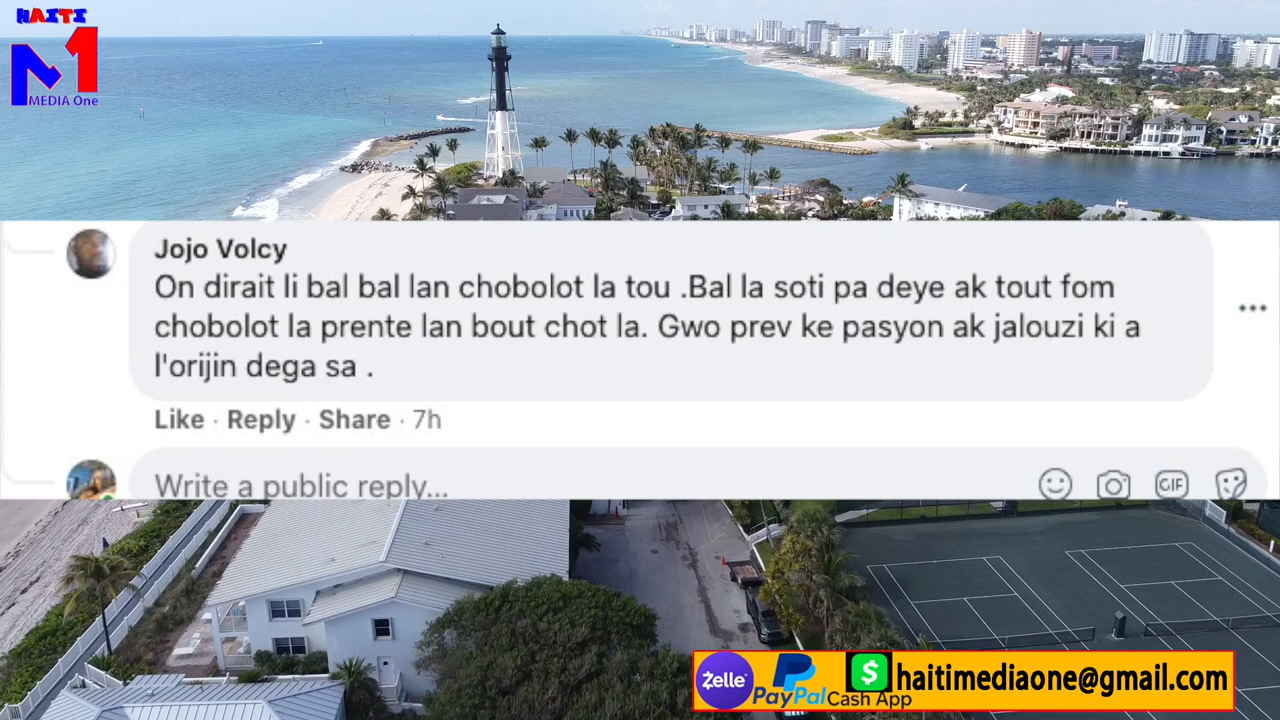 HAITI
M1
MEDIA One
Jojo Volcy
On dirait li bal bal lan chobolot la tou .Bal la soti pa deye ak tout fom
chobolot la prente lan bout chot la. Gwo prev ke pasyon ak jalouzi ki a
l'orijin dega sa .
Like · Reply · Share · 7h
Write a public reply...
GIF
Zelle
PayPal
$
Cash App
haitimediaone@gmail.com